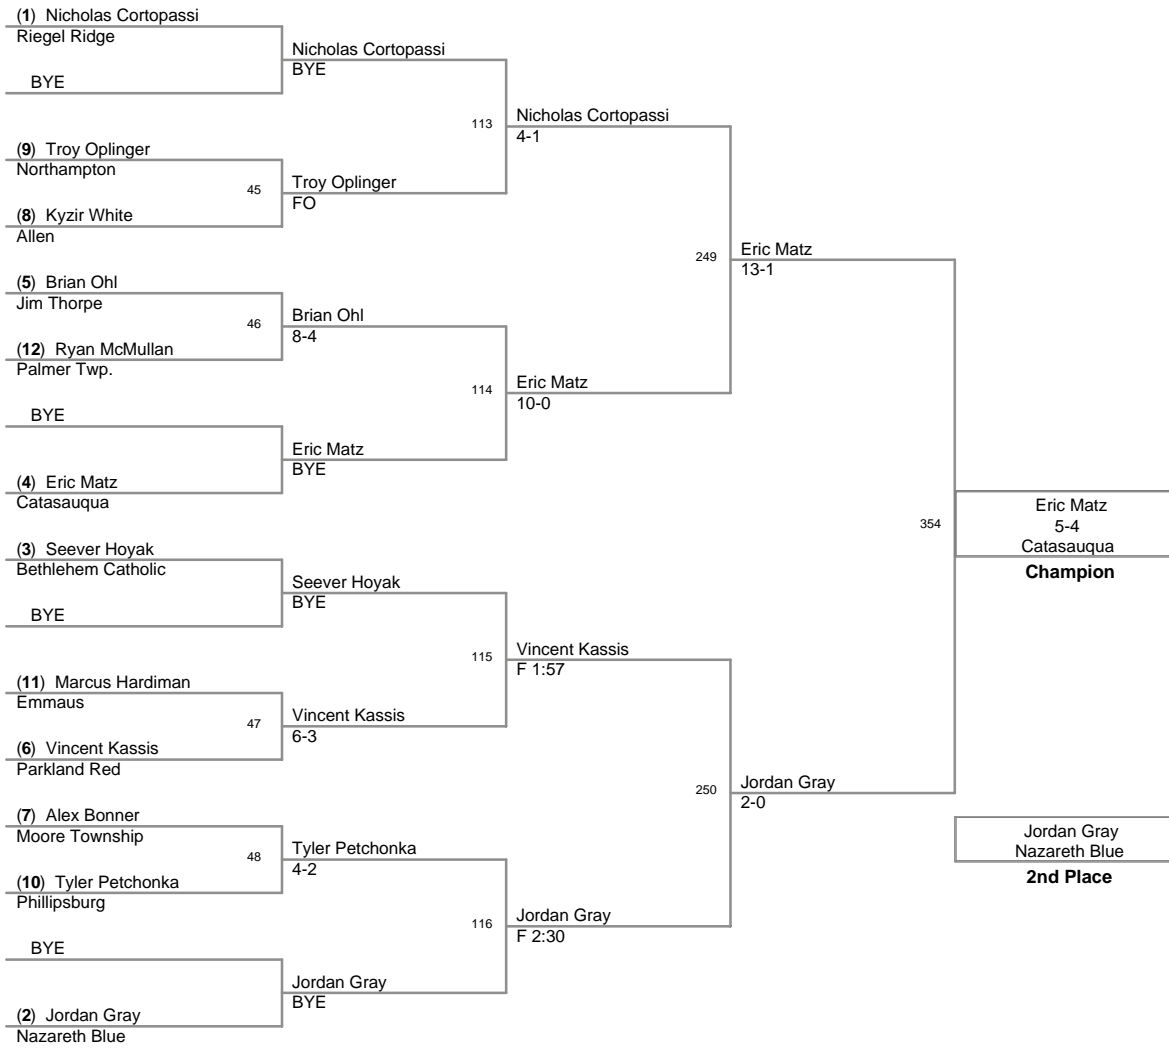 (1) Nicholas Cortopassi
Riegel Ridge
BYE
(9) Troy Oplinger
Northampton
(8) Kyzir White
Allen
(5) Brian Ohl
Jim Thorpe
(12) Ryan McMullan
Palmer Twp.
BYE
(4) Eric Matz
Catasauqua
(3) Seever Hoyak
Bethlehem Catholic
BYE
(11) Marcus Hardiman
Emmaus
(6) Vincent Kassis
Parkland Red
(7) Alex Bonner
Moore Township
(10) Tyler Petchonka
Phillipsburg
BYE
(2) Jordan Gray
Nazareth Blue
45
46
47
48
Nicholas Cortopassi
BYE
Troy Oplinger
FO
Brian Ohl
8-4
Eric Matz
BYE
Seever Hoyak
BYE
Vincent Kassis
6-3
Tyler Petchonka
4-2
Jordan Gray
BYE
113
114
115
116
Nicholas Cortopassi
4-1
Eric Matz
10-0
Vincent Kassis
F 1:57
Jordan Gray
F 2:30
249
250
Eric Matz
13-1
Jordan Gray
2-0
354
Eric Matz
5-4
Catasauqua
Champion
Jordan Gray
Nazareth Blue
2nd Place